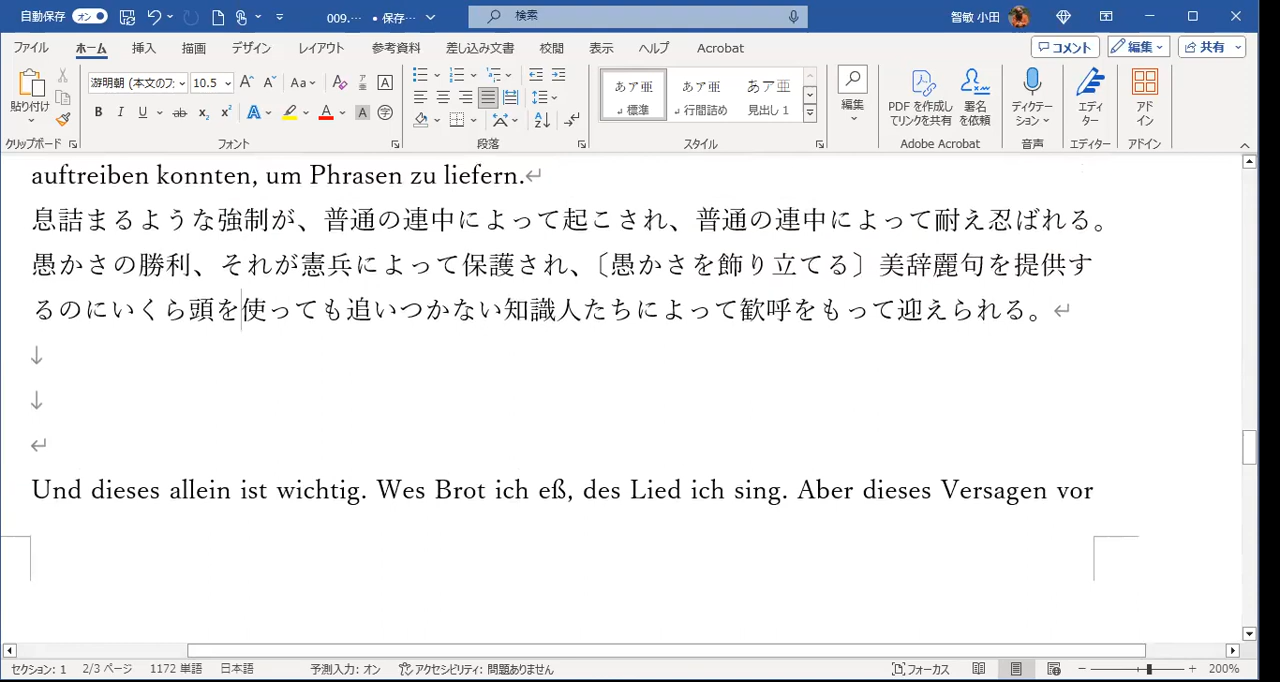 自動保存 オン 009.… • 保存… 検索 智敏 小田
ファイル ホーム 挿入 描画 デザイン レイアウト 参考資料 差し込み文書 校閲 表示 ヘルプ Acrobat コメント 編集 共有
貼り付け 游明朝 (本文のフ: 10.5 A^ Aˇ Aa A
B I U ab x₂ x² A A A 字
あア亜 あア亜 あア亜
↲標準 ↲行間詰め 見出し 1
編集
PDF を作成し
てリンクを共有
署名
を依頼
ディクテー
ション
エディ
ター
アド
イン
クリップボード フォント 段落 スタイル Adobe Acrobat 音声 エディター アドイン
auftreiben konnten, um Phrasen zu liefern.↵
息詰まるような強制が、普通の連中によって起こされ、普通の連中によって耐え忍ばれる。
愚かさの勝利、それが憲兵によって保護され、〔愚かさを飾り立てる〕美辞麗句を提供す
るのにいくら頭を使っても追いつかない知識人たちによって歓呼をもって迎えられる。↵
↓
↓
↵
Und dieses allein ist wichtig. Wes Brot ich eß, des Lied ich sing. Aber dieses Versagen vor
セクション: 1 2/3 ページ 1172 単語 日本語 予測入力: オン アクセシビリティ: 問題ありません フォーカス 200%